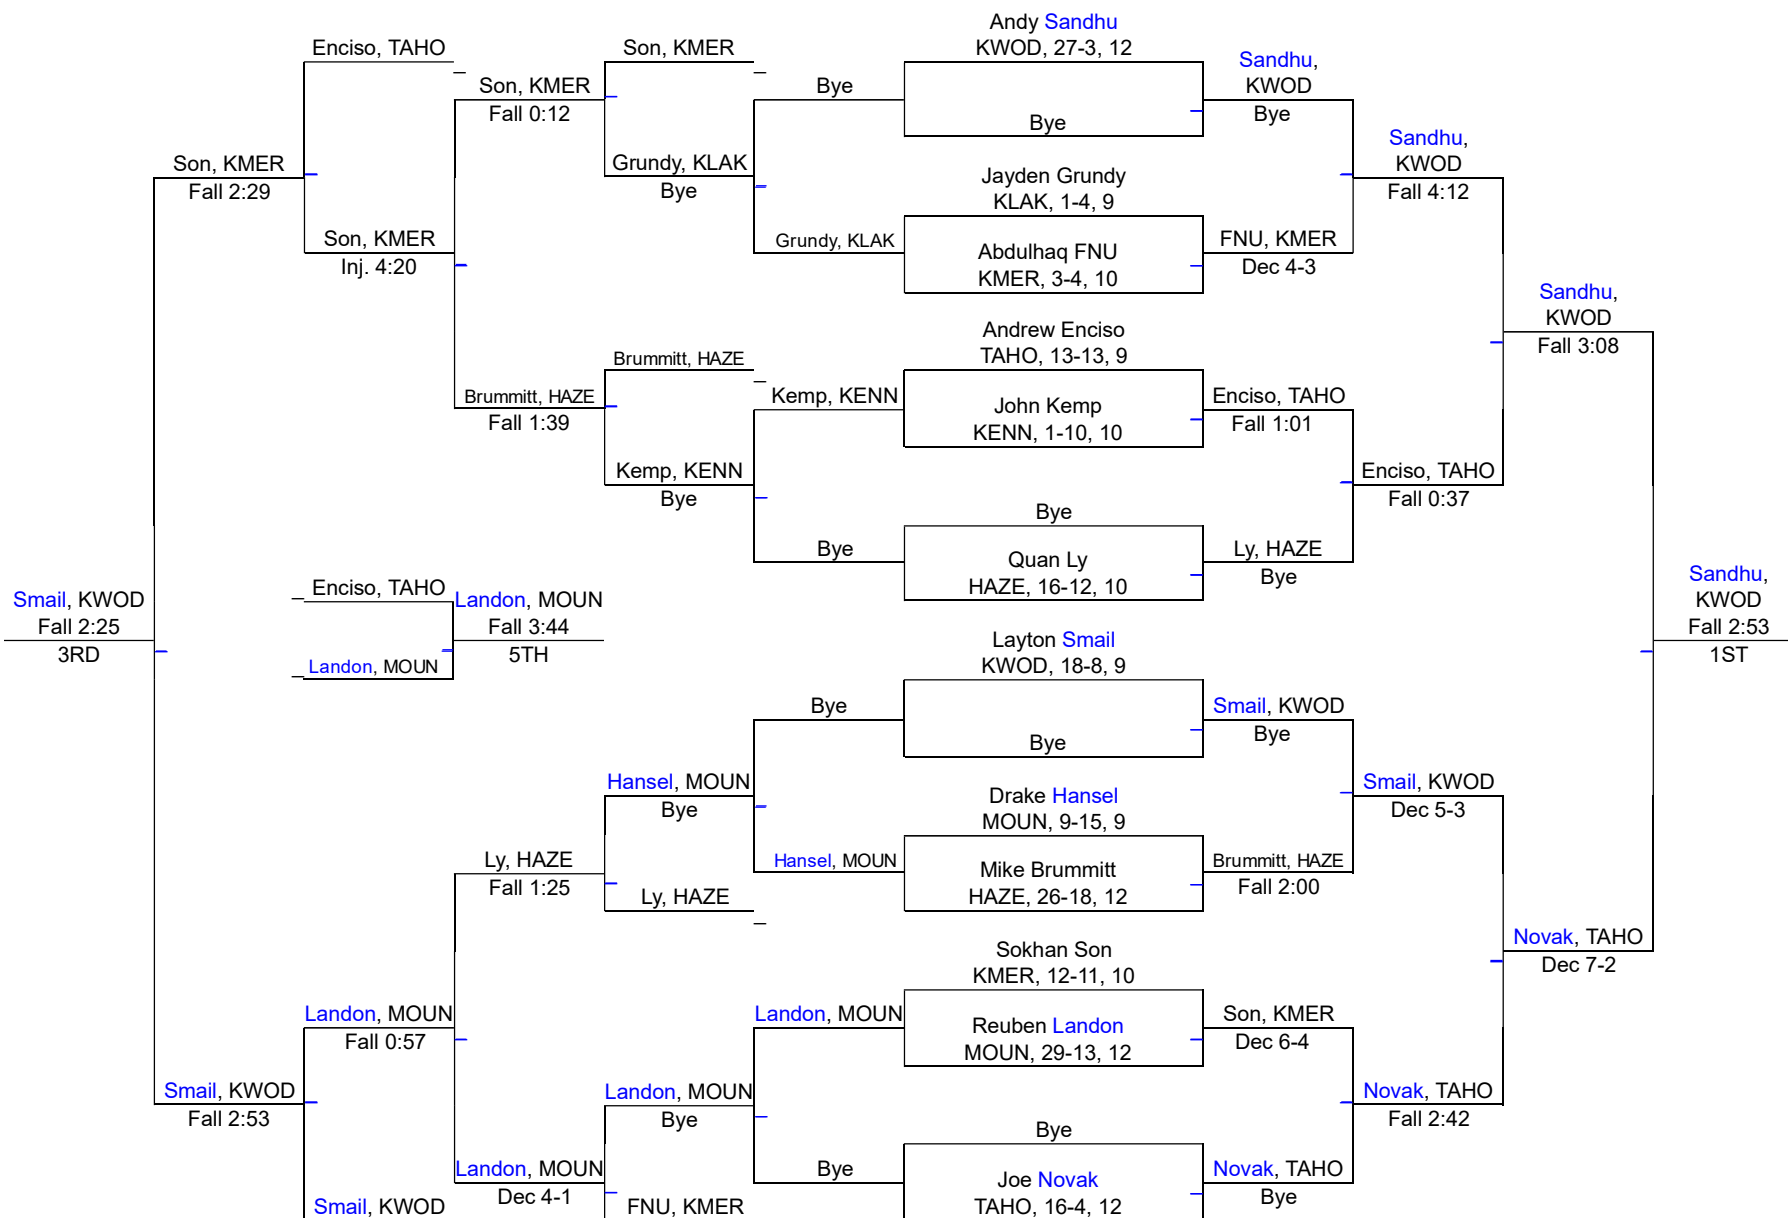 Andy Sandhu
Enciso, TAHO
Son, KMER
KWOD, 27-3, 12
Sandhu,
KWOD
Son, KMER
Bye
Fall 0:12
Bye
Bye
Sandhu,
KWOD
Son, KMER
Grundy, KLAK
Jayden Grundy
Fall 2:29
Bye
KLAK, 1-4, 9
Fall 4:12
Son, KMER
Grundy, KLAK
Abdulhaq FNU
FNU, KMER
Inj. 4:20
KMER, 3-4, 10
Dec 4-3
Sandhu,
KWOD
Andrew Enciso
Fall 3:08
Brummitt, HAZE
TAHO, 13-13, 9
Brummitt, HAZE
Kemp, KENN
John Kemp
Enciso, TAHO
Fall 1:39
KENN, 1-10, 10
Fall 1:01
Kemp, KENN
Enciso, TAHO
Bye
Fall 0:37
Bye
Bye
Quan Ly
Ly, HAZE
HAZE, 16-12, 10
Bye
Sandhu,
Smail, KWOD
Enciso, TAHO
Landon, MOUN
KWOD
Fall 2:25
Fall 3:44
Fall 2:53
3RD
Landon, MOUN
5TH
1ST
Layton Smail
KWOD, 18-8, 9
Bye
Smail, KWOD
Bye
Bye
Hansel, MOUN
Drake Hansel
Smail, KWOD
Bye
MOUN, 9-15, 9
Dec 5-3
Ly, HAZE
Hansel, MOUN
Mike Brummitt
Brummitt, HAZE
Fall 1:25
HAZE, 26-18, 12
Fall 2:00
Ly, HAZE
Sokhan Son
Novak, TAHO
KMER, 12-11, 10
Dec 7-2
Landon, MOUN
Landon, MOUN
Reuben Landon
Son, KMER
Fall 0:57
MOUN, 29-13, 12
Dec 6-4
Smail, KWOD
Landon, MOUN
Novak, TAHO
Fall 2:53
Bye
Fall 2:42
Bye
Landon, MOUN
Bye
Joe Novak
Novak, TAHO
Dec 4-1
Bye
Smail, KWOD
FNU, KMER
TAHO, 16-4, 12